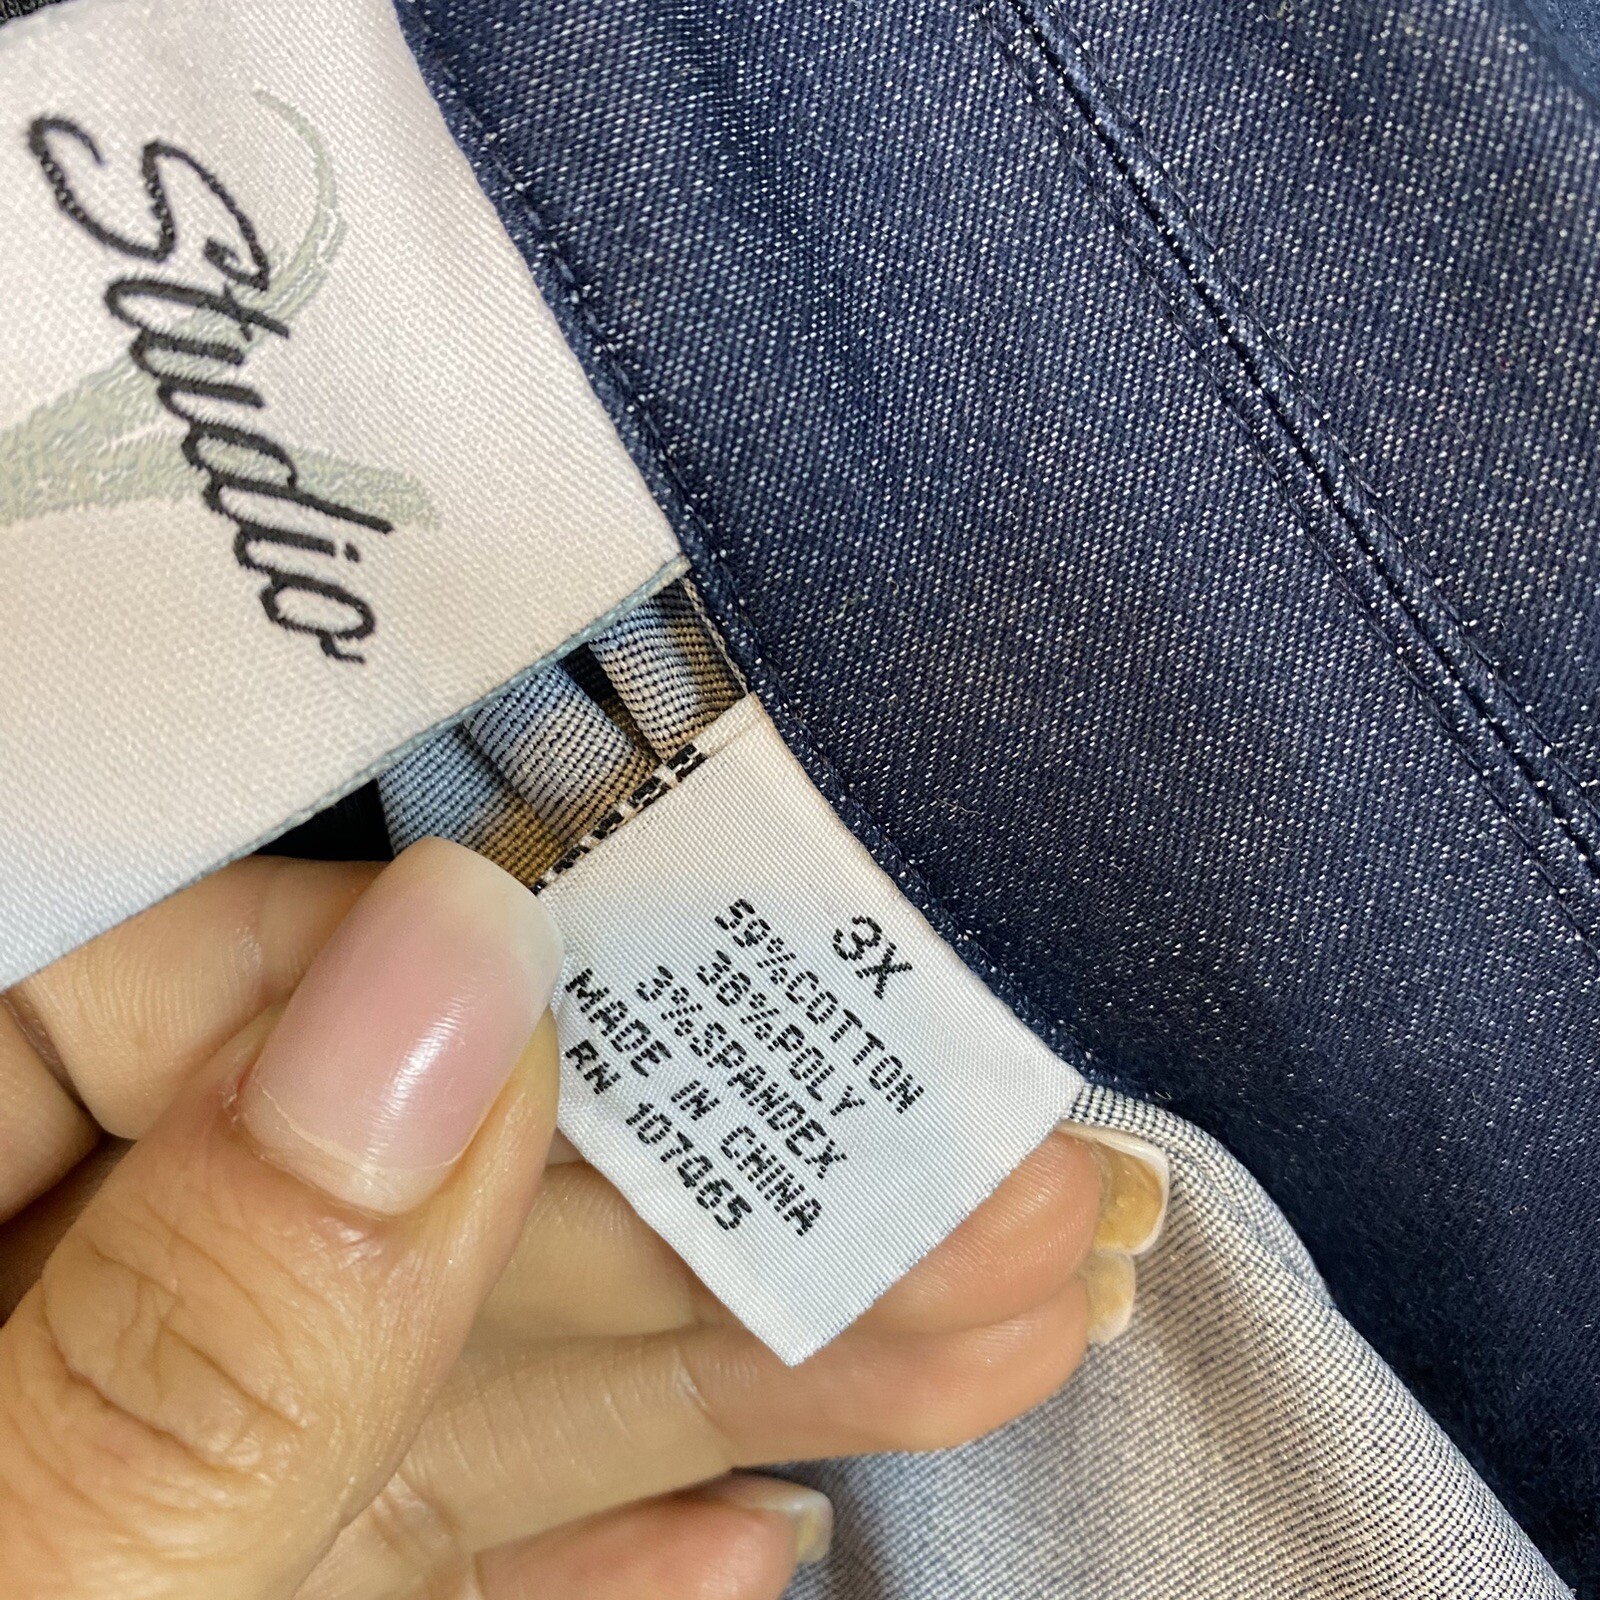 Studio
3X
59%COTTON
38%POLY
3%SPANDEX
MADE IN CHINA
RN 107465